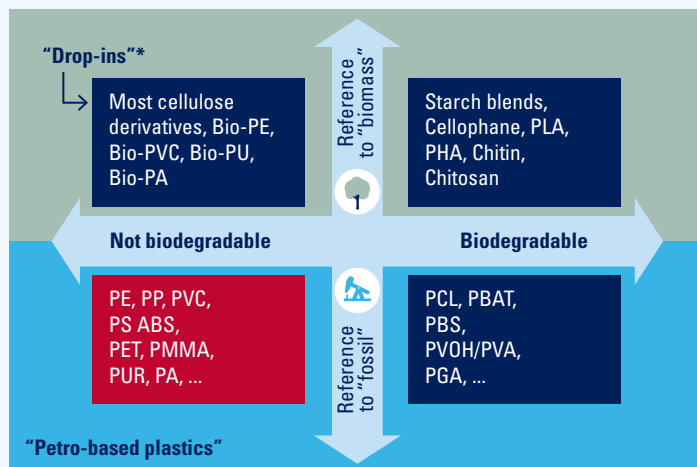 “Drop-ins”*
Most cellulose
derivatives, Bio-PE,
Bio-PVC, Bio-PU,
Bio-PA
Reference
to “biomass”
Starch blends,
Cellophane, PLA,
PHA, Chitin,
Chitosan
Not biodegradable
Biodegradable
PE, PP, PVC,
PS ABS,
PET, PMMA,
PUR, PA, ...
Reference
to “fossil”
PCL, PBAT,
PBS,
PVOH/PVA,
PGA, ...
“Petro-based plastics”